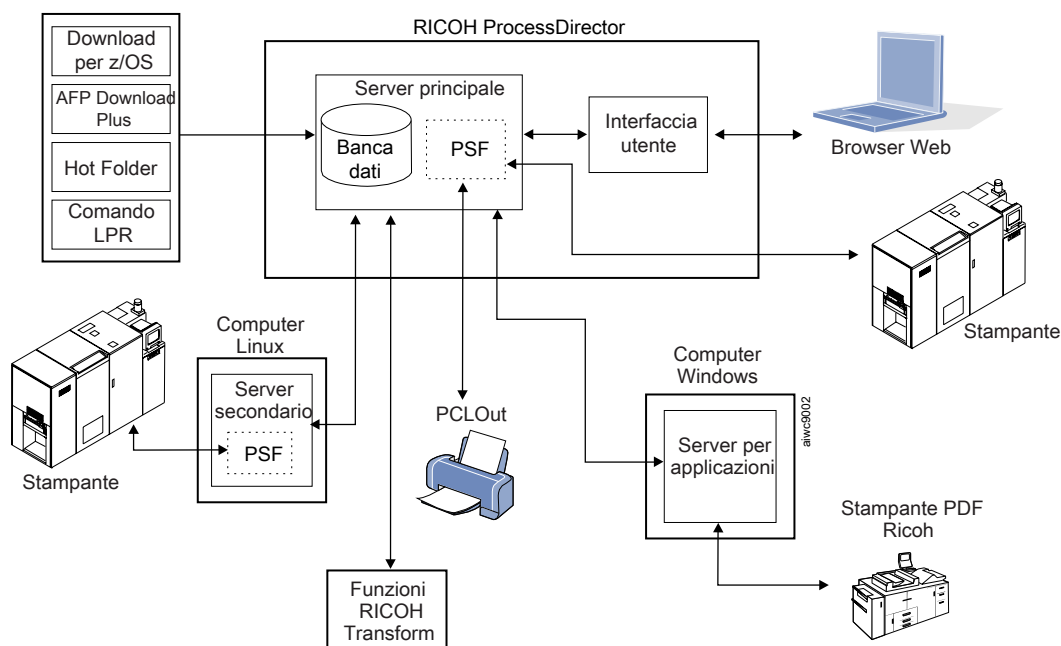 RICOH ProcessDirector
Download
per z/OS
AFP Download
Plus
Hot Folder
Comando
LPR
Server principale
Banca
dati
PSF
Interfaccia
utente
Browser Web
Stampante
Computer
Linux
Server
secondario
PSF
Stampante
PCLOut
Computer
Windows
Server per
applicazioni
aiwc9002
Stampante PDF
Ricoh
Funzioni
RICOH
Transform